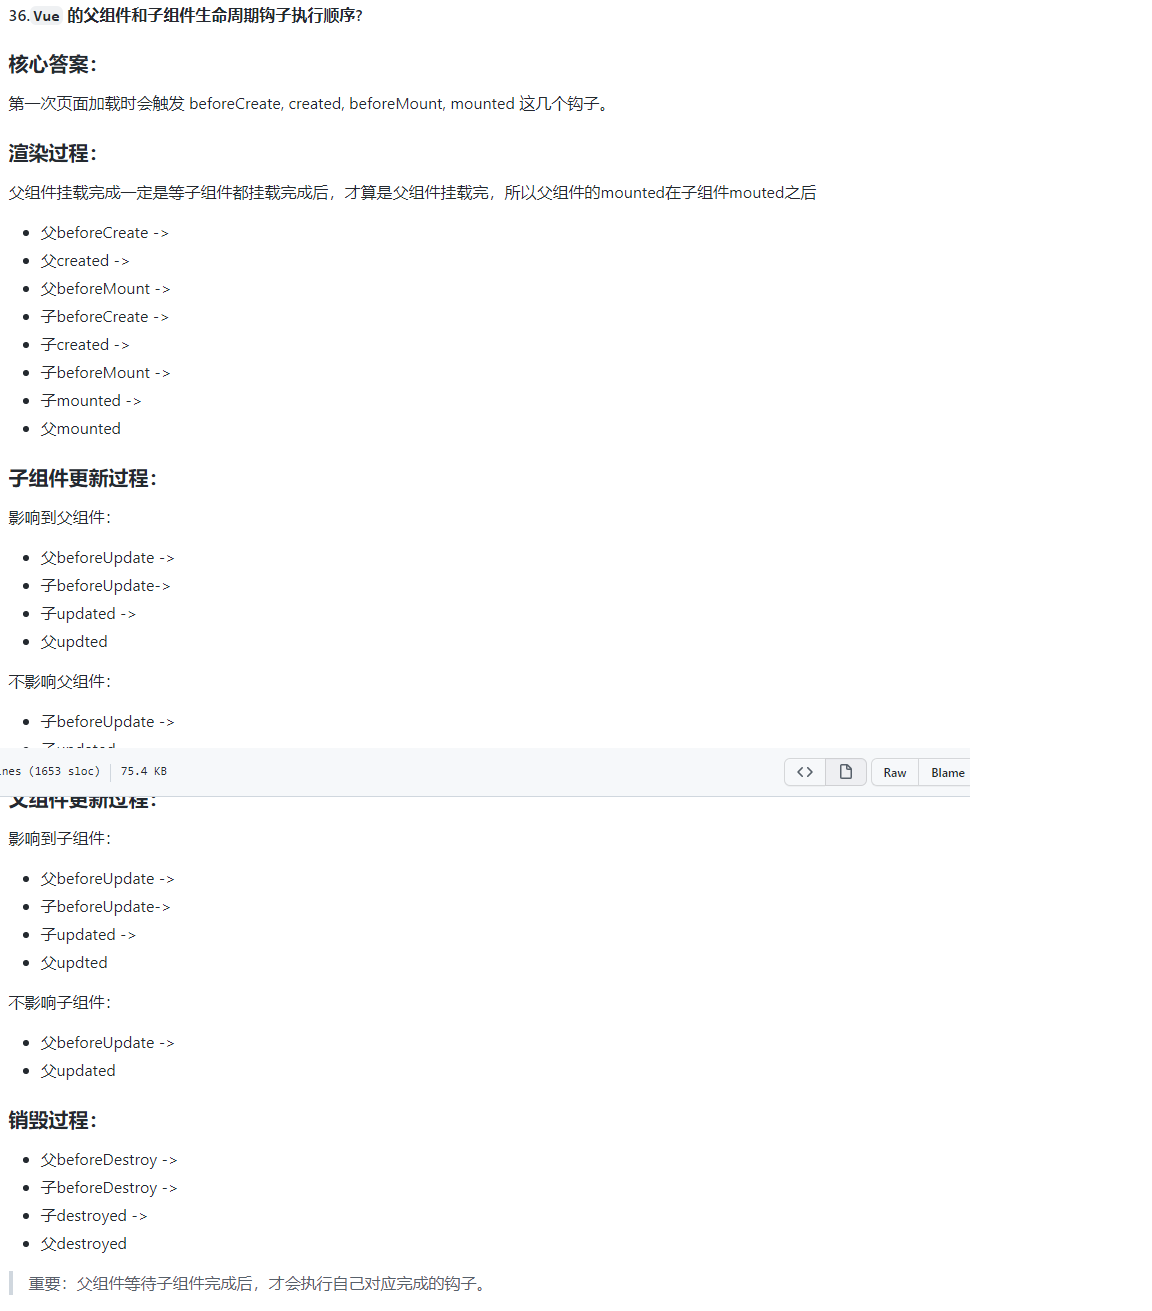 36. Vue 的父组件和子组件生命周期钩子执行顺序?
核心答案：
第一次页面加载时会触发 beforeCreate, created, beforeMount, mounted 这几个钩子。
渲染过程：
父组件挂载完成一定是等子组件都挂载完成后，才算是父组件挂载完，所以父组件的mounted在子组件mouted之后
父beforeCreate ->
父created ->
父beforeMount ->
子beforeCreate ->
子created ->
子beforeMount ->
子mounted ->
父mounted
子组件更新过程：
影响到父组件：
父beforeUpdate ->
子beforeUpdate->
子updated ->
父updted
不影响父组件：
子beforeUpdate ->
子updated
nes (1653 sloc) 75.4 KB
Raw Blame
父组件更新过程：
影响到子组件：
父beforeUpdate ->
子beforeUpdate->
子updated ->
父updted
不影响子组件：
父beforeUpdate ->
父updated
销毁过程：
父beforeDestroy ->
子beforeDestroy ->
子destroyed ->
父destroyed
重要：父组件等待子组件完成后，才会执行自己对应完成的钩子。